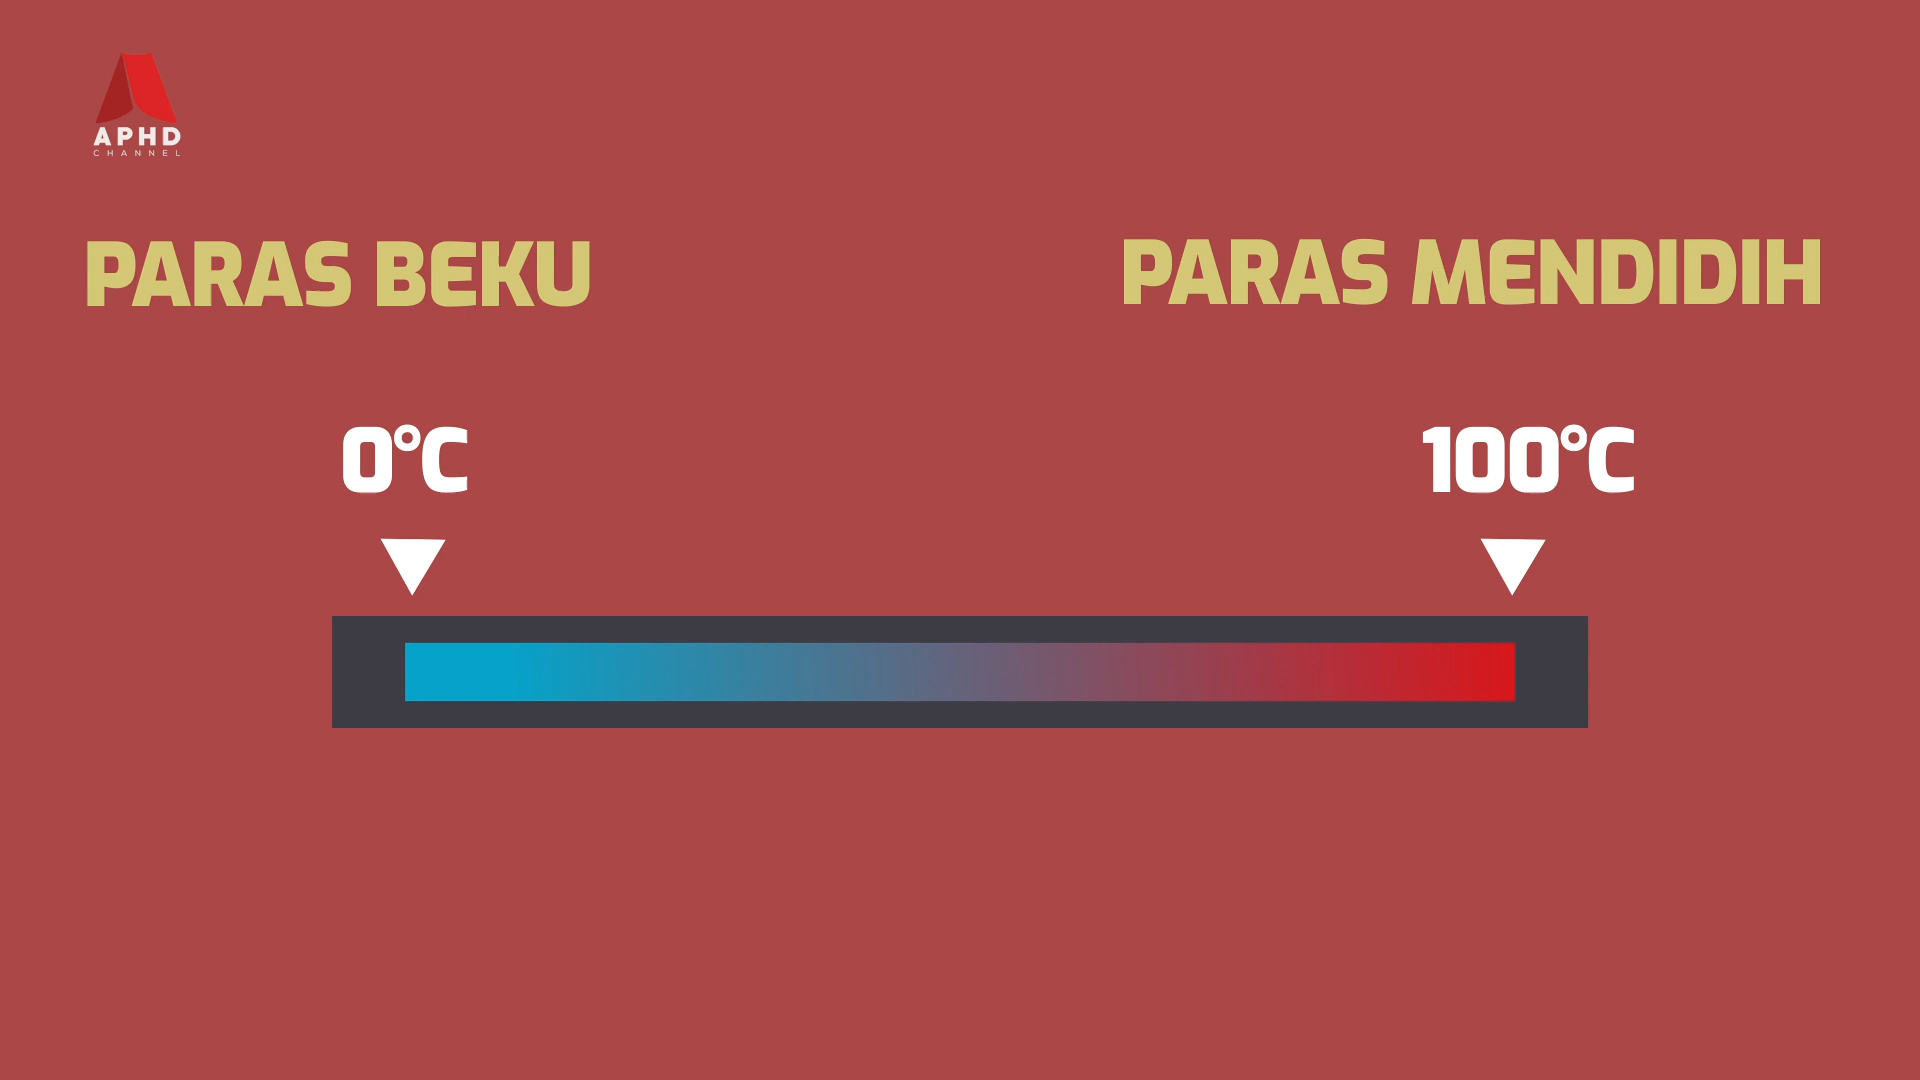 APHD
CHANNEL
PARAS BEKU
PARAS MENDIDIH
0°C
100°C